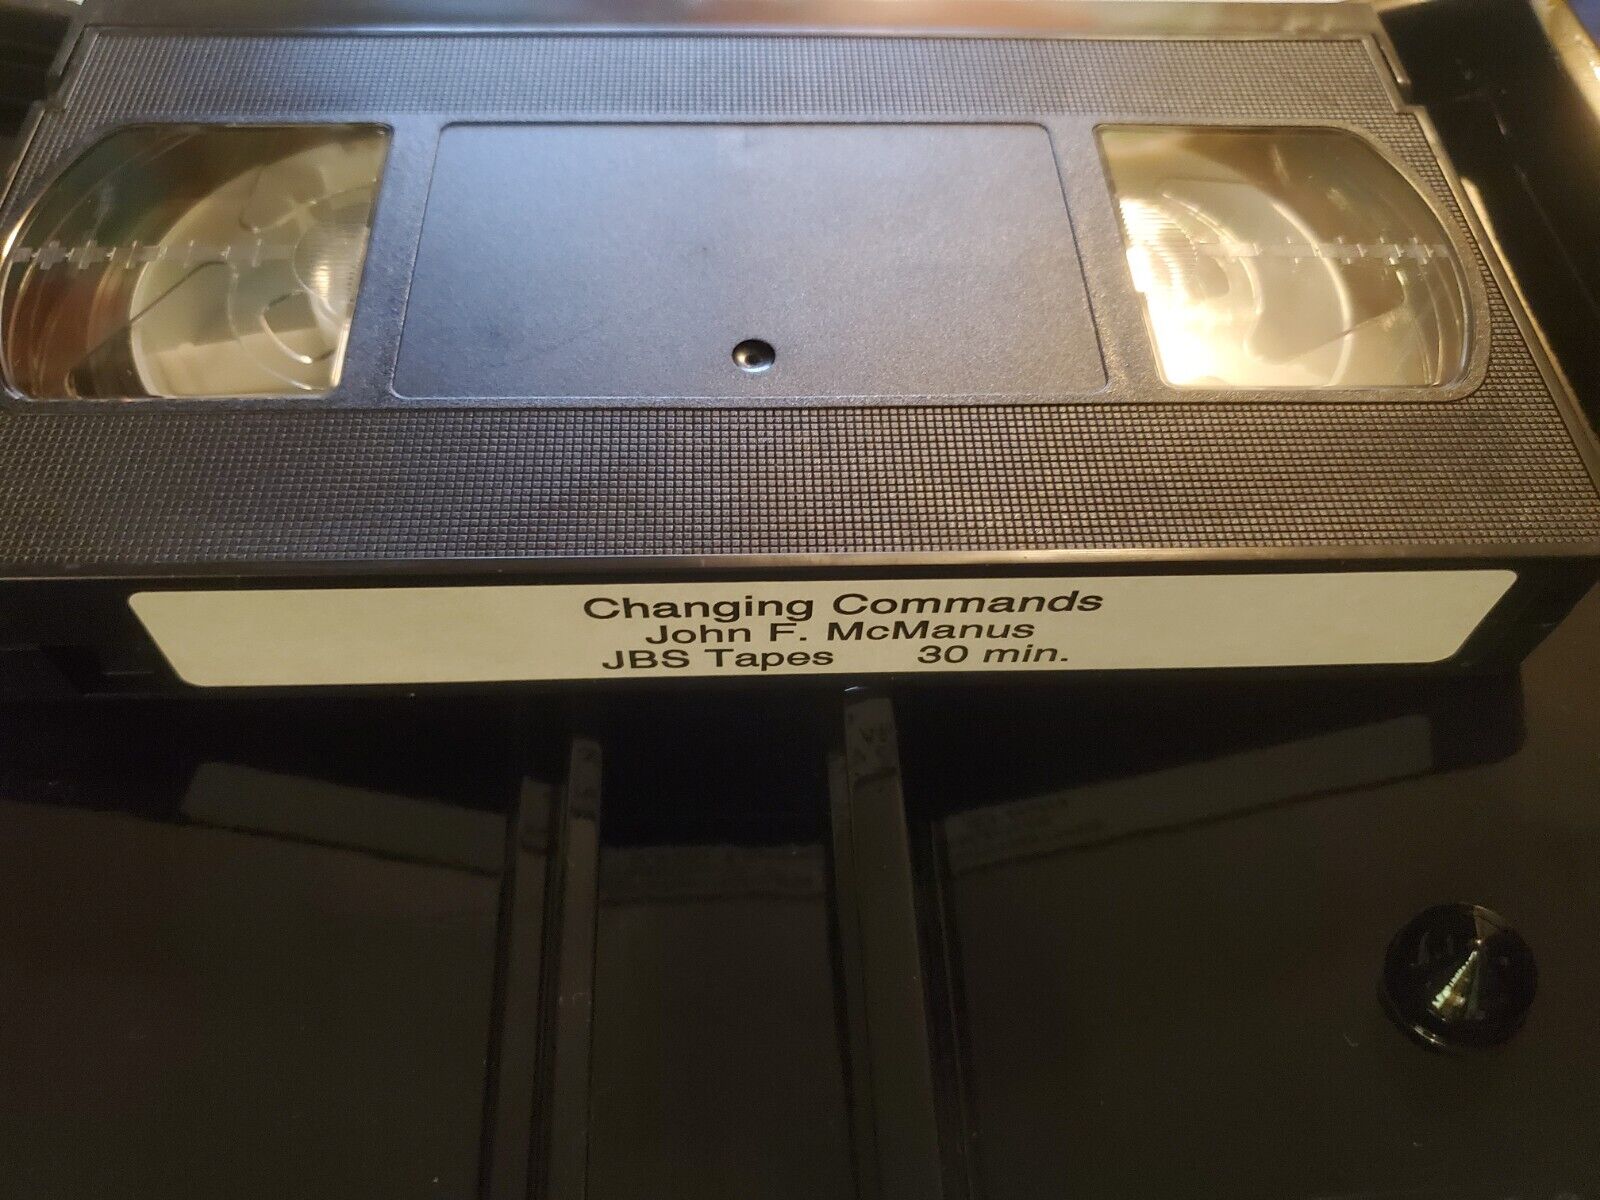 Changing Commands
John F. McManus
JBS Tapes 30 min.